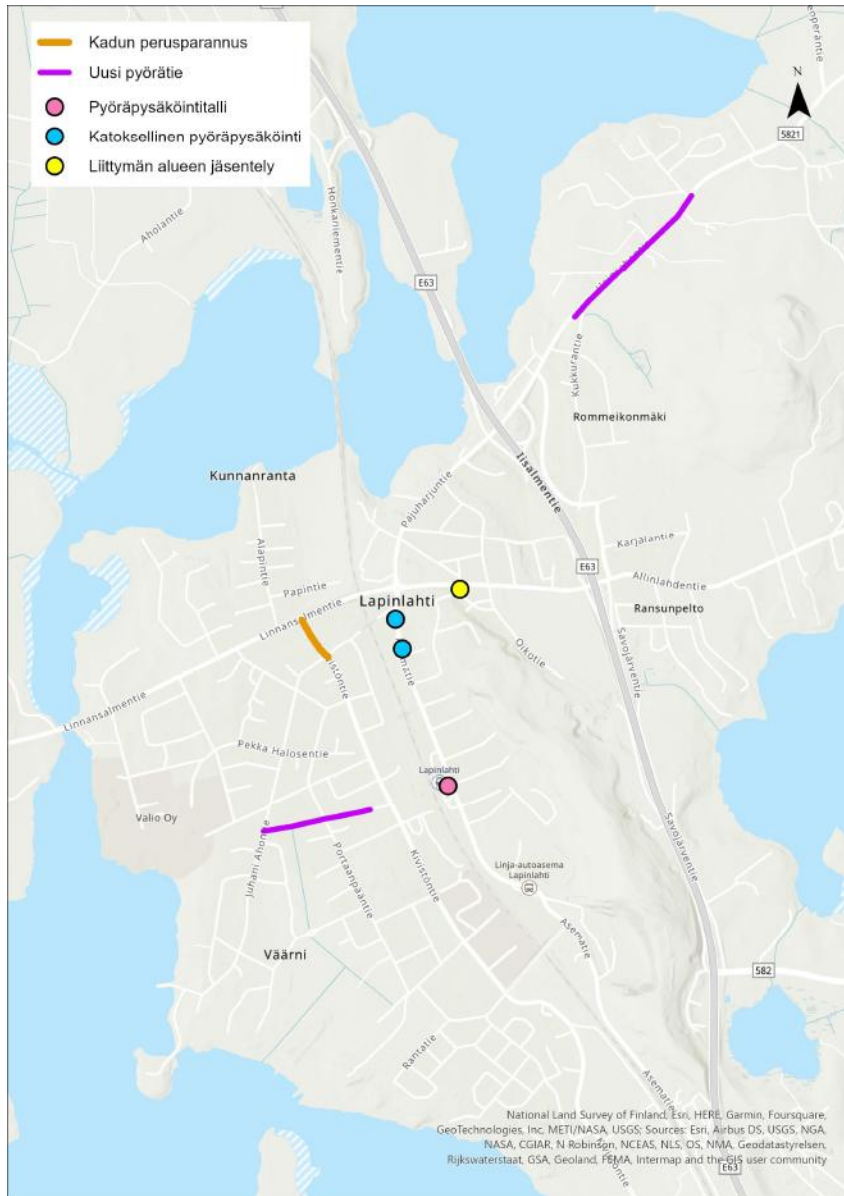 Kadun perusparannus
Uusi pyörätie
Pyöräpysäköintitalli
Katoksellinen pyöräpysäköinti
Liittymän alueen jäsentely
N
5821
Honkaniementie
Aholantie
E63
Kukkurantie
Rommeikonmäki
Iisalmentie
Kunnanranta
Pajuharjuntie
Alapintie
Karjalantie
E63
Papintie
Allinlahdentie
Lapinlahti
Ransunpelto
Linnansalmentie
Oikotie
Savojärventie
Linnansalmentie
Pekka Halosentie
Lapinlahti
Valio Oy
Savojärventie
Juhani Ahontie
Portaanpääntie
Kivistöntie
Linja-autoasema
Lapinlahti
Asematie
Väärni
582
Rantatie
Asematie
National Land Survey of Finland, Esri, HERE, Garmin, Foursquare,
GeoTechnologies, Inc, METI/NASA, USGS; Sources: Esri, Airbus DS, USGS, NGA,
NASA, CGIAR, N Robinson, NCEAS, NLS, OS, NMA, Geodatastyrelsen,
Rijkswaterstaat, GSA, Geoland, FEMA, Intermap and the GIS user community
E63